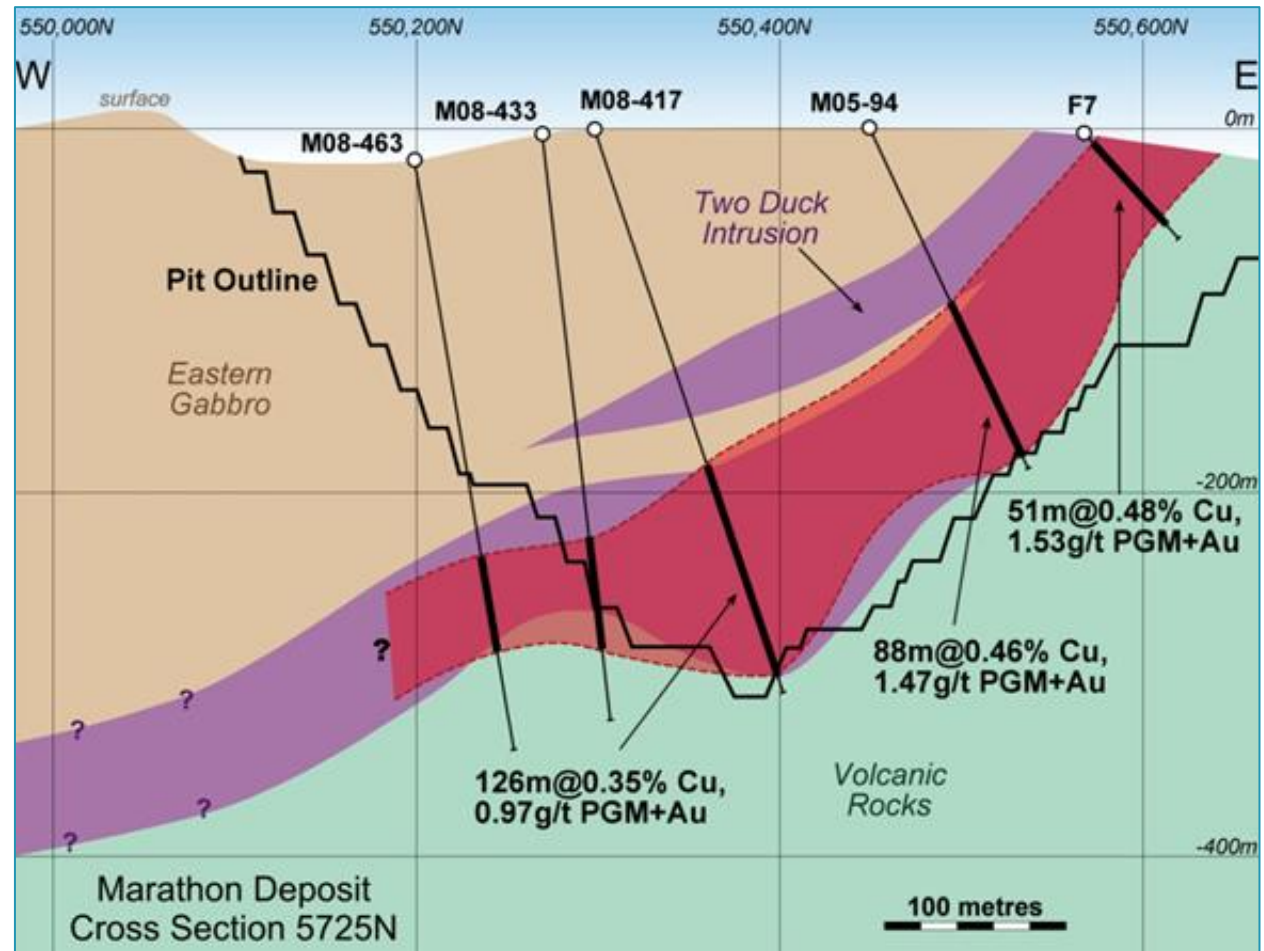 550,000N
550,200N
550,400N
550,600N
W
E
surface
M08-433
M08-417
M05-94
F7
0m
M08-463
Two Duck
Intrusion
Pit Outline
Eastern
Gabbro
-200m
51m@0.48% Cu,
1.53g/t PGM+Au
?
88m@0.46% Cu,
1.47g/t PGM+Au
?
?
126m@0.35% Cu,
0.97g/t PGM+Au
Volcanic
Rocks
?
?
-400m
Marathon Deposit
Cross Section 5725N
100 metres